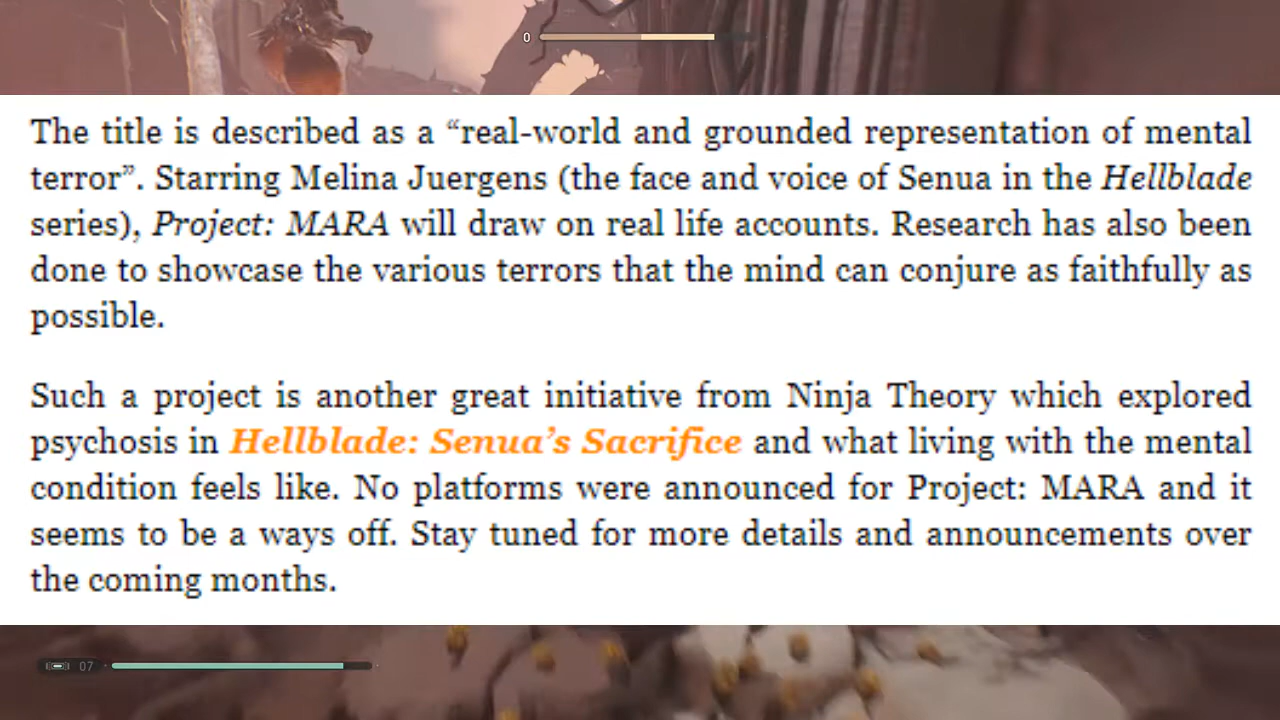 0
The title is described as a “real-world and grounded representation of mental
terror”. Starring Melina Juergens (the face and voice of Senua in the Hellblade
series), Project: MARA will draw on real life accounts. Research has also been
done to showcase the various terrors that the mind can conjure as faithfully as
possible.
Such a project is another great initiative from Ninja Theory which explored
psychosis in Hellblade: Senua’s Sacrifice and what living with the mental
condition feels like. No platforms were announced for Project: MARA and it
seems to be a ways off. Stay tuned for more details and announcements over
the coming months.
07